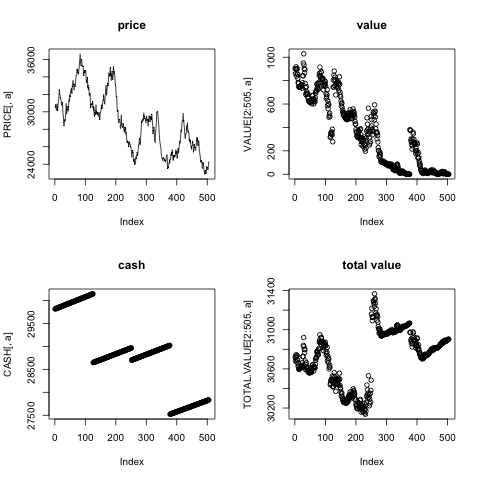 price
PRICE[, a]
24000 30000 36000
0 100 200 300 400 500
Index
value
VALUE[2:505, a]
0 200 600 1000
0 100 200 300 400 500
Index
cash
CASH[, a]
27500 28500 29500
0 100 200 300 400 500
Index
total value
TOTAL.VALUE[2:505, a]
30200 30600 31000 31400
0 100 200 300 400 500
Index